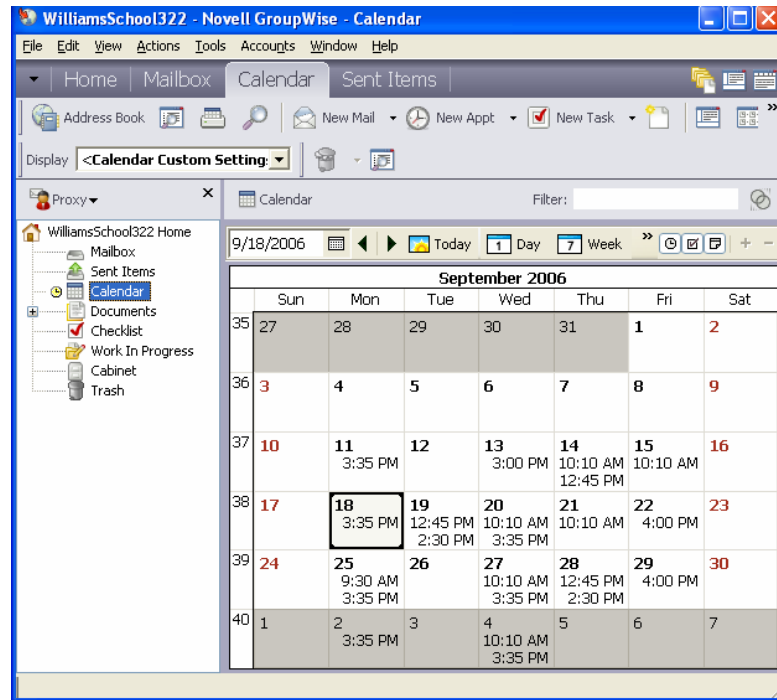 WilliamsSchool322 - Novell GroupWise - Calendar
File Edit View Actions Tools Accounts Window Help
Home Mailbox Calendar Sent Items
Address Book New Mail New Appt New Task »
Display <Calendar Custom Setting:
Proxy x Calendar Filter:
WilliamsSchool322 Home
Mailbox
Sent Items
Calendar
Documents
Checklist
Work In Progress
Cabinet
Trash
9/18/2006 Today 1 Day 7 Week » + -
September 2006
Sun Mon Tue Wed Thu Fri Sat
35 27 28 29 30 31 1 2
36 3 4 5 6 7 8 9
37 10 11 12 13 14 15 16
3:35 PM 3:00 PM 10:10 AM 10:10 AM
12:45 PM
38 17 18 19 20 21 22 23
3:35 PM 12:45 PM 10:10 AM 10:10 AM 4:00 PM
2:30 PM 3:35 PM
39 24 25 26 27 28 29 30
9:30 AM 10:10 AM 12:45 PM 4:00 PM
3:35 PM 3:35 PM 2:30 PM
40 1 2 3 4 5 6 7
3:35 PM 10:10 AM
3:35 PM